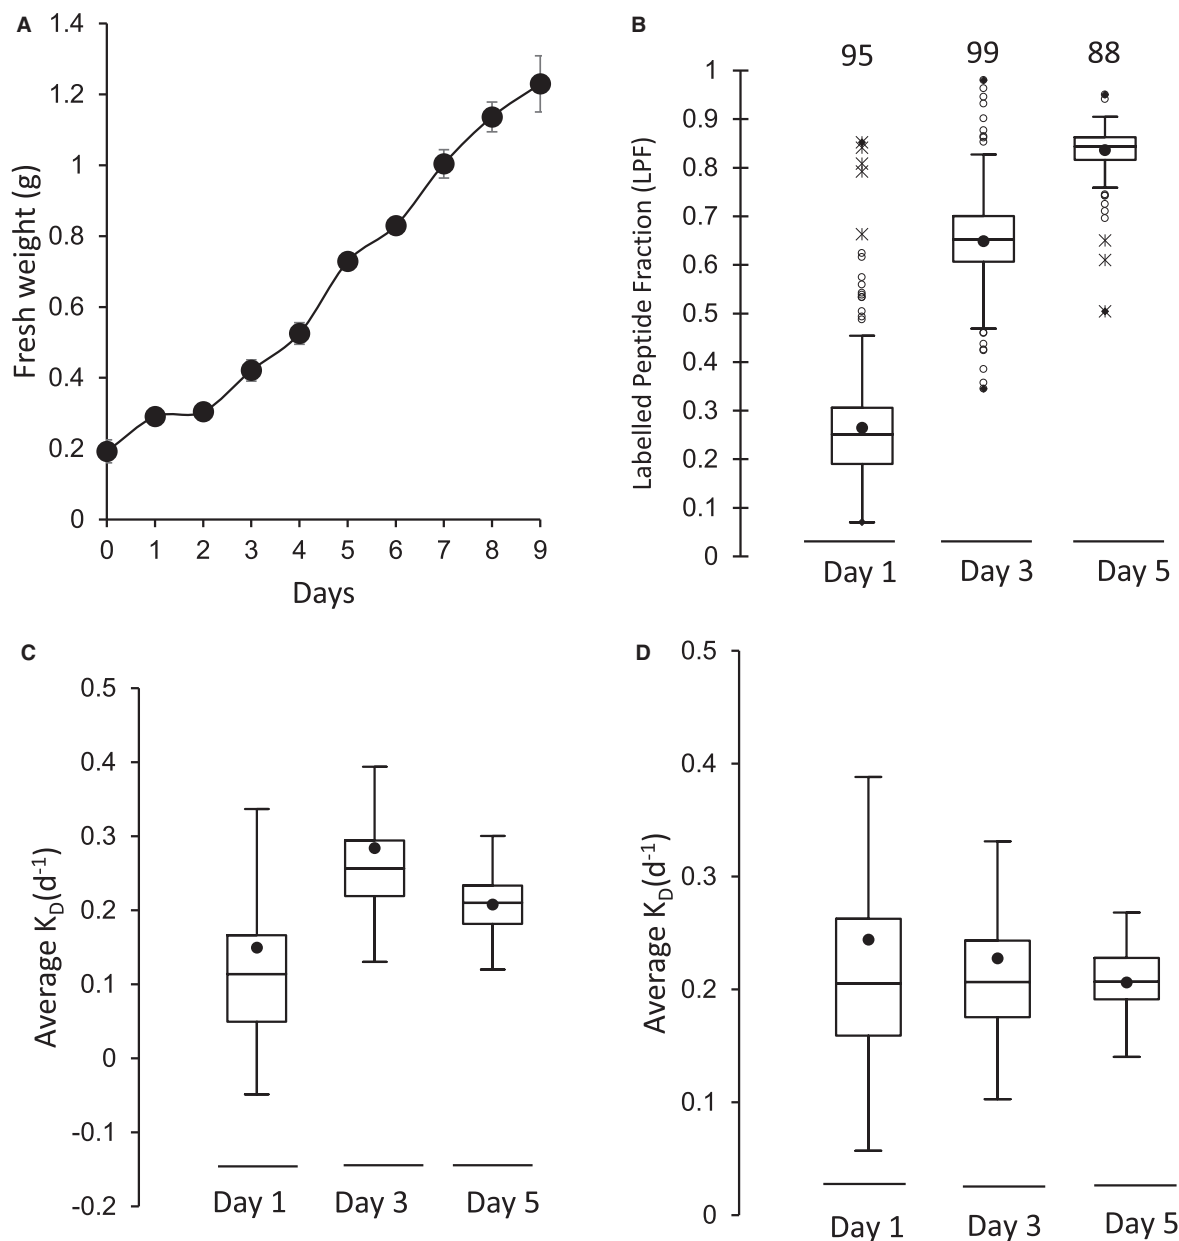 A
1.4
1.2
1
0.8
0.6
0.4
0.2
0
Fresh weight (g)
0 1 2 3 4 5 6 7 8 9
Days
B
95 99 88
1
0.9
0.8
0.7
0.6
0.5
0.4
0.3
0.2
0.1
0
Labelled Peptide Fraction (LPF)
Day 1 Day 3 Day 5
C
0.5
0.4
0.3
0.2
0.1
0
-0.1
-0.2
Average K_D(d⁻¹)
Day 1 Day 3 Day 5
D
0.5
0.4
0.3
0.2
0.1
0
Average K_D(d⁻¹)
Day 1 Day 3 Day 5